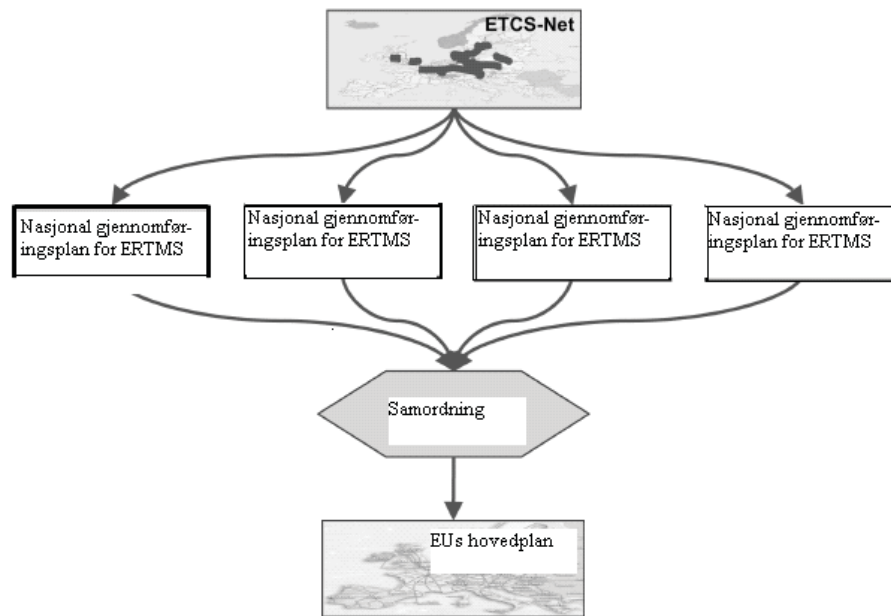 ETCS-Net
Nasjonal gjennomfør-
ingsplan for ERTMS
Nasjonal gjennomfør-
ingsplan for ERTMS
Nasjonal gjennomfør-
ingsplan for ERTMS
Nasjonal gjennomfør-
ingsplan for ERTMS
Samordning
EUs hovedplan